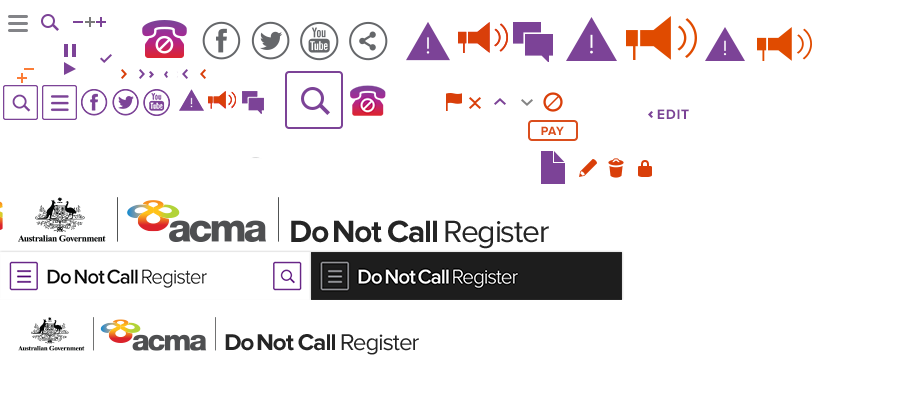 You
Tube
You
Tube
EDIT
PAY
Australian Government
acma
Do Not Call Register
Do Not Call Register
Do Not Call Register
Australian Government
acma
Do Not Call Register